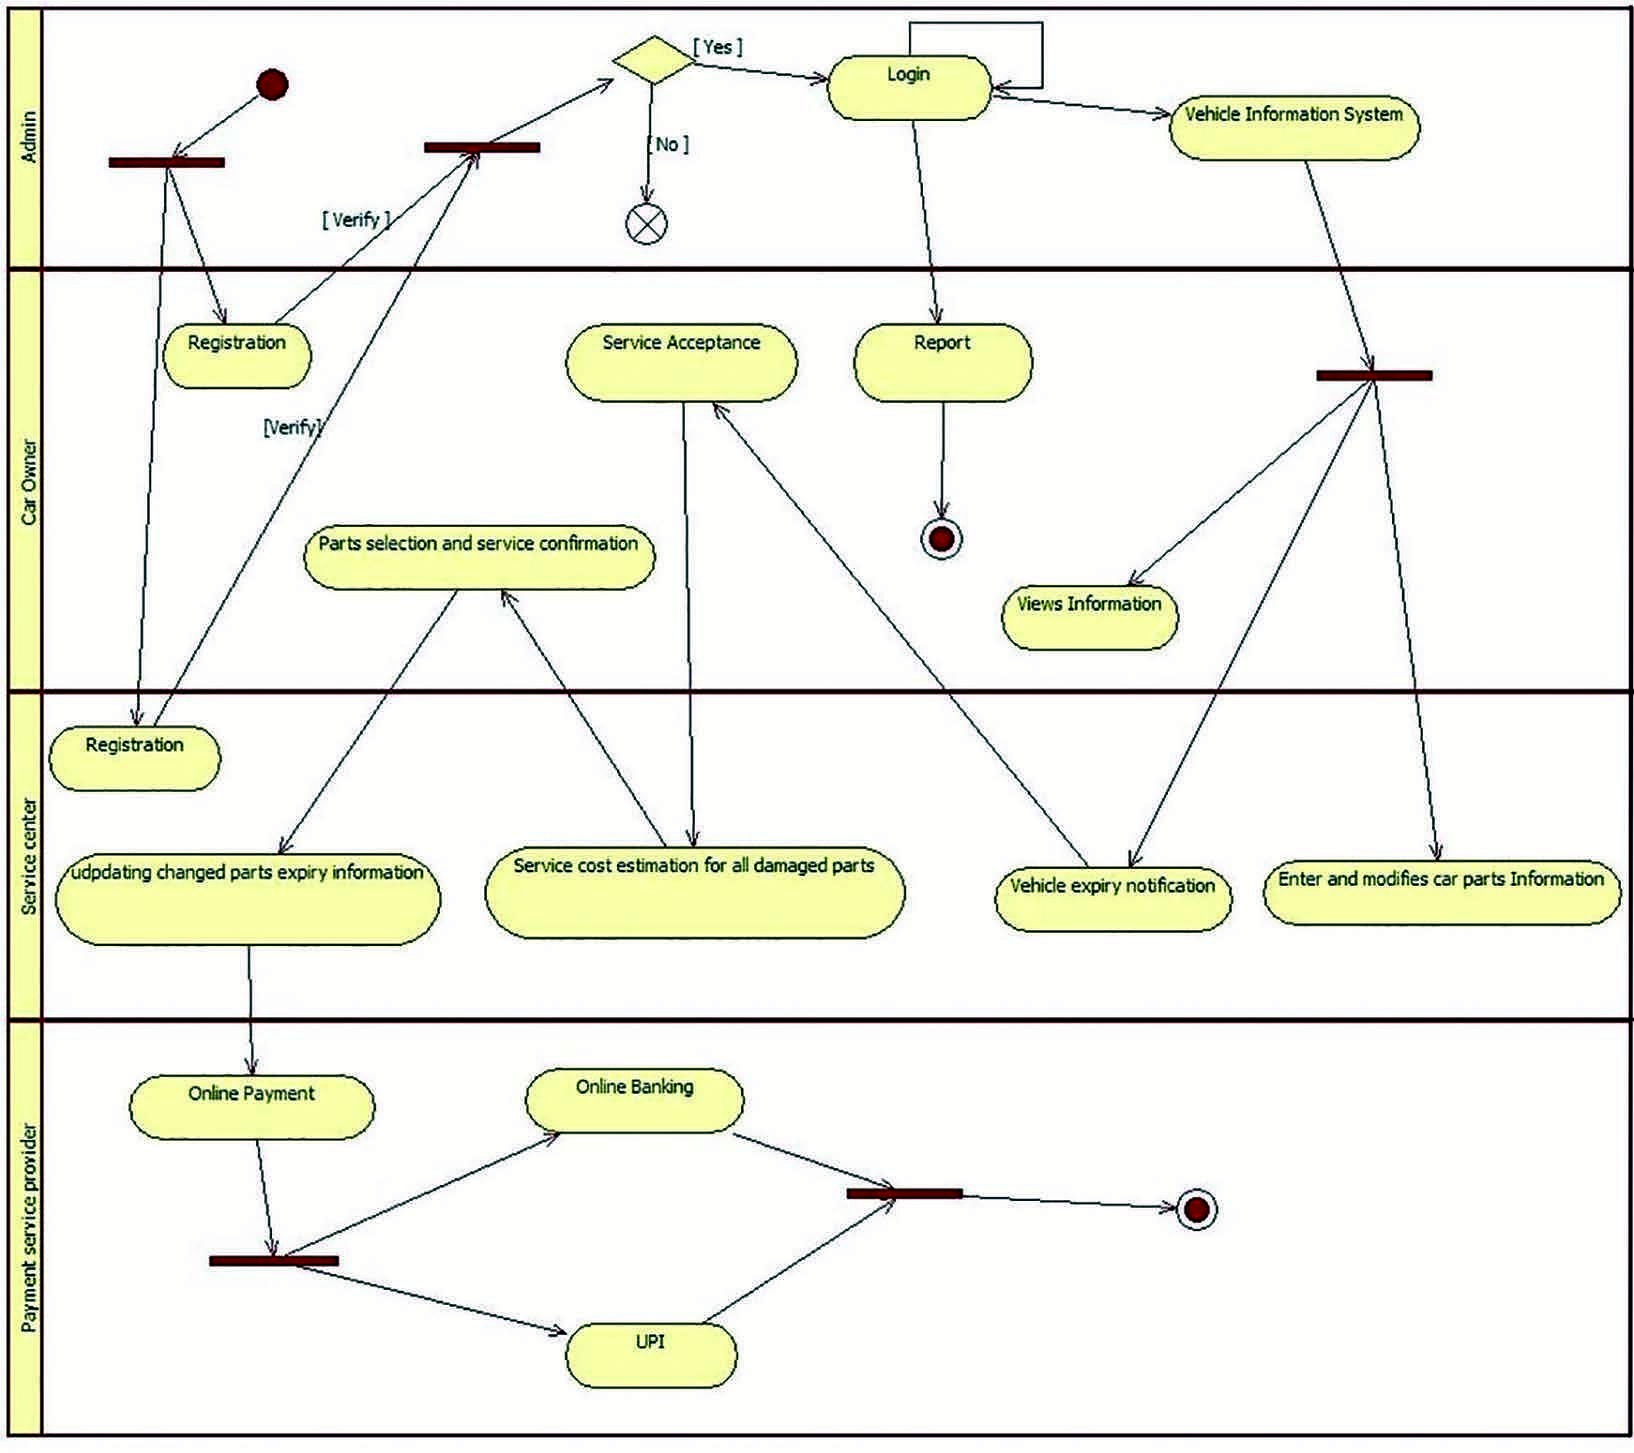 Admin
[ Yes ]
Login
Vehicle Information System
[ No ]
[ Verify ]
Car Owner
Registration
Service Acceptance
Report
[Verify]
Parts selection and service confirmation
Views Information
Service center
Registration
udpdating changed parts expiry information
Service cost estimation for all damaged parts
Vehicle expiry notification
Enter and modifies car parts Information
Payment service provider
Online Payment
Online Banking
UPI